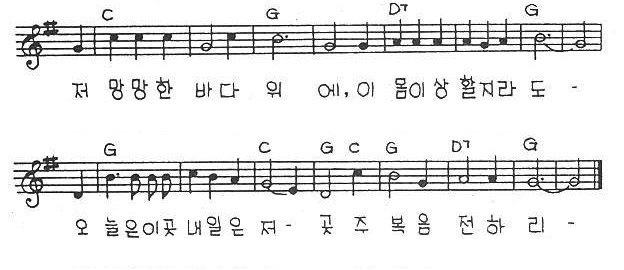 C G D7 G
저 망망한 바다 위 에, 이 몸이상 할지라 도 -
G C G C G D7 G
오 늘은이곳 내일은 저 - 곳 주 복음 전하 리 -